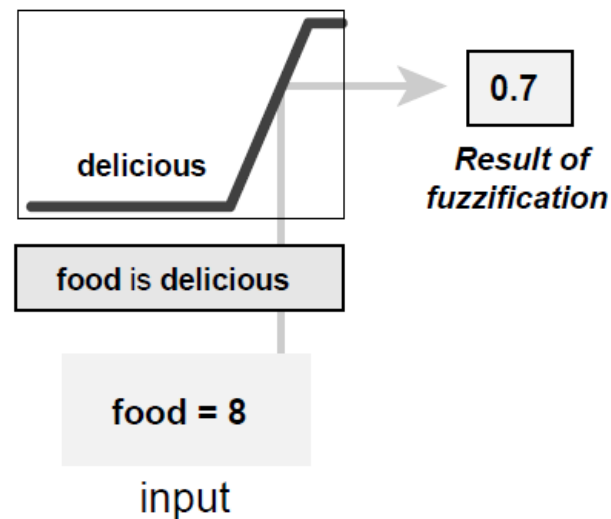 0.7
delicious
Result of
fuzzification
food is delicious
food = 8
input